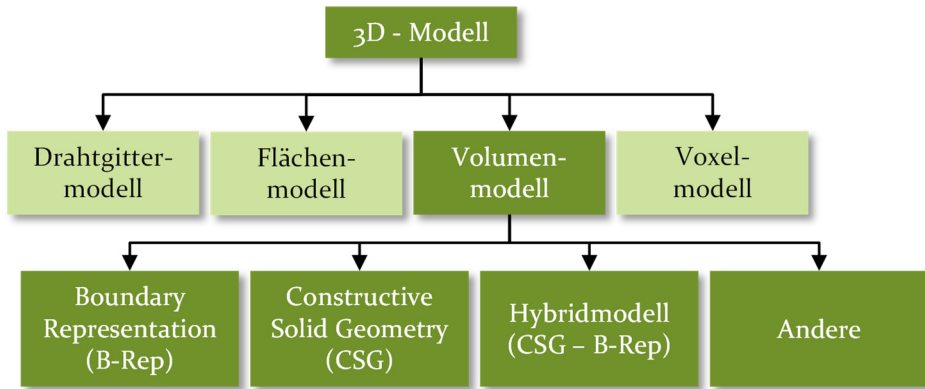 3D - Modell
Drahtgitter-
modell
Flächen-
modell
Volumen-
modell
Voxel-
modell
Boundary
Representation
(B-Rep)
Constructive
Solid Geometry
(CSG)
Hybridmodell
(CSG – B-Rep)
Andere